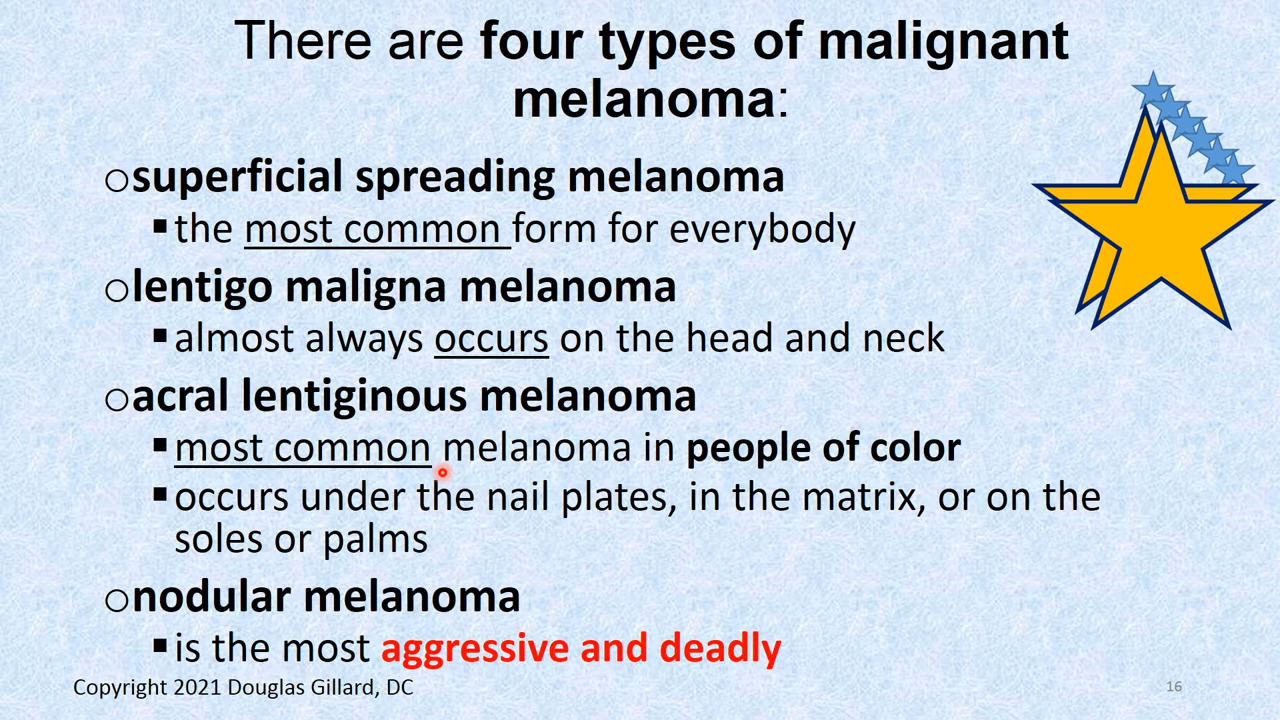 There are four types of malignant
melanoma:
○superficial spreading melanoma
▪the most common form for everybody
○lentigo maligna melanoma
▪almost always occurs on the head and neck
○acral lentiginous melanoma
▪most common melanoma in people of color
▪occurs under the nail plates, in the matrix, or on the
soles or palms
○nodular melanoma
▪is the most aggressive and deadly
Copyright 2021 Douglas Gillard, DC
16